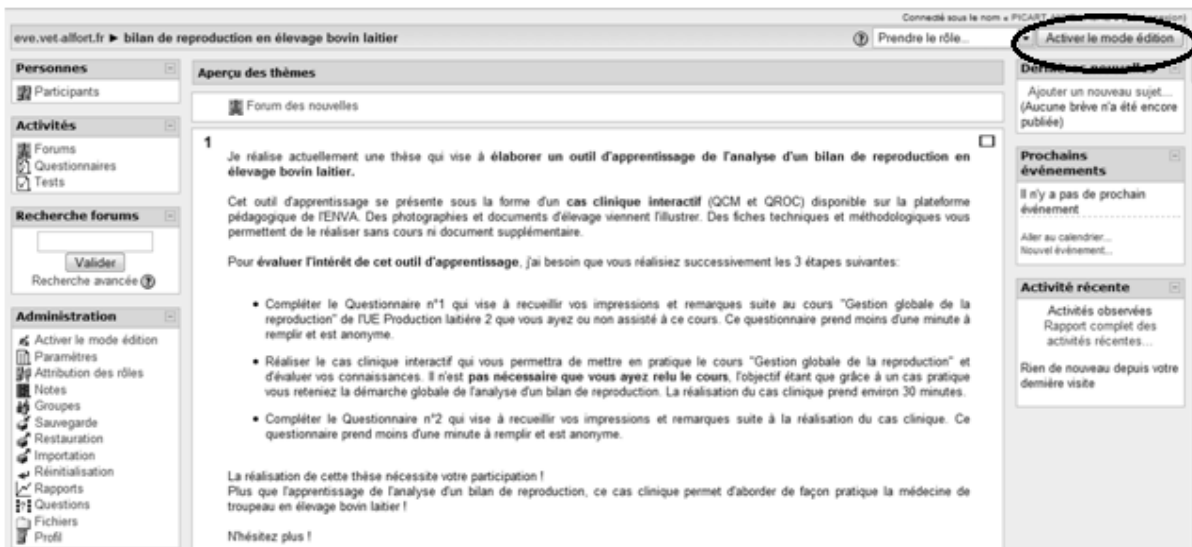 Connecté sous le nom « PICART
eve.vet-alfort.fr ► bilan de reproduction en élevage bovin laitier
Prendre le rôle...
Activer le mode édition
Personnes
Participants
Activités
Forums
Questionnaires
Tests
Recherche forums
Valider
Recherche avancée
Administration
Activer le mode édition
Paramètres
Attribution des rôles
Notes
Groupes
Sauvegarde
Restauration
Importation
Réinitialisation
Rapports
Questions
Fichiers
Profil
Aperçu des thèmes
Forum des nouvelles
1
Je réalise actuellement une thèse qui vise à élaborer un outil d'apprentissage de l'analyse d'un bilan de reproduction en
élevage bovin laitier.
Cet outil d'apprentissage se présente sous la forme d'un cas clinique interactif (QCM et QROC) disponible sur la plateforme
pédagogique de l'ENVA. Des photographies et documents d'élevage viennent l'illustrer. Des fiches techniques et méthodologiques vous
permettent de le réaliser sans cours ni document supplémentaire.
Pour évaluer l'intérêt de cet outil d'apprentissage, j'ai besoin que vous réalisiez successivement les 3 étapes suivantes:
• Compléter le Questionnaire n°1 qui vise à recueillir vos impressions et remarques suite au cours "Gestion globale de la
reproduction" de l'UE Production laitière 2 que vous ayez ou non assisté à ce cours. Ce questionnaire prend moins d'une minute à
remplir et est anonyme.
• Réaliser le cas clinique interactif qui vous permettra de mettre en pratique le cours "Gestion globale de la reproduction" et
d'évaluer vos connaissances. Il n'est pas nécessaire que vous ayez relu le cours, l'objectif étant que grâce à un cas pratique
vous reteniez la démarche globale de l'analyse d'un bilan de reproduction. La réalisation du cas clinique prend environ 30 minutes.
• Compléter le Questionnaire n°2 qui vise à recueillir vos impressions et remarques suite à la réalisation du cas clinique. Ce
questionnaire prend moins d'une minute à remplir et est anonyme.
La réalisation de cette thèse nécessite votre participation !
Plus que l'apprentissage de l'analyse d'un bilan de reproduction, ce cas clinique permet d'aborder de façon pratique la médecine de
troupeau en élevage bovin laitier !
N'hésitez plus !
Dernières nouvelles
Ajouter un nouveau sujet...
(Aucune brève n'a été encore
publiée)
Prochains
événements
Il n'y a pas de prochain
événement
Aller au calendrier...
Nouvel événement...
Activité récente
Activités observées
Rapport complet des
activités récentes...
Rien de nouveau depuis votre
dernière visite